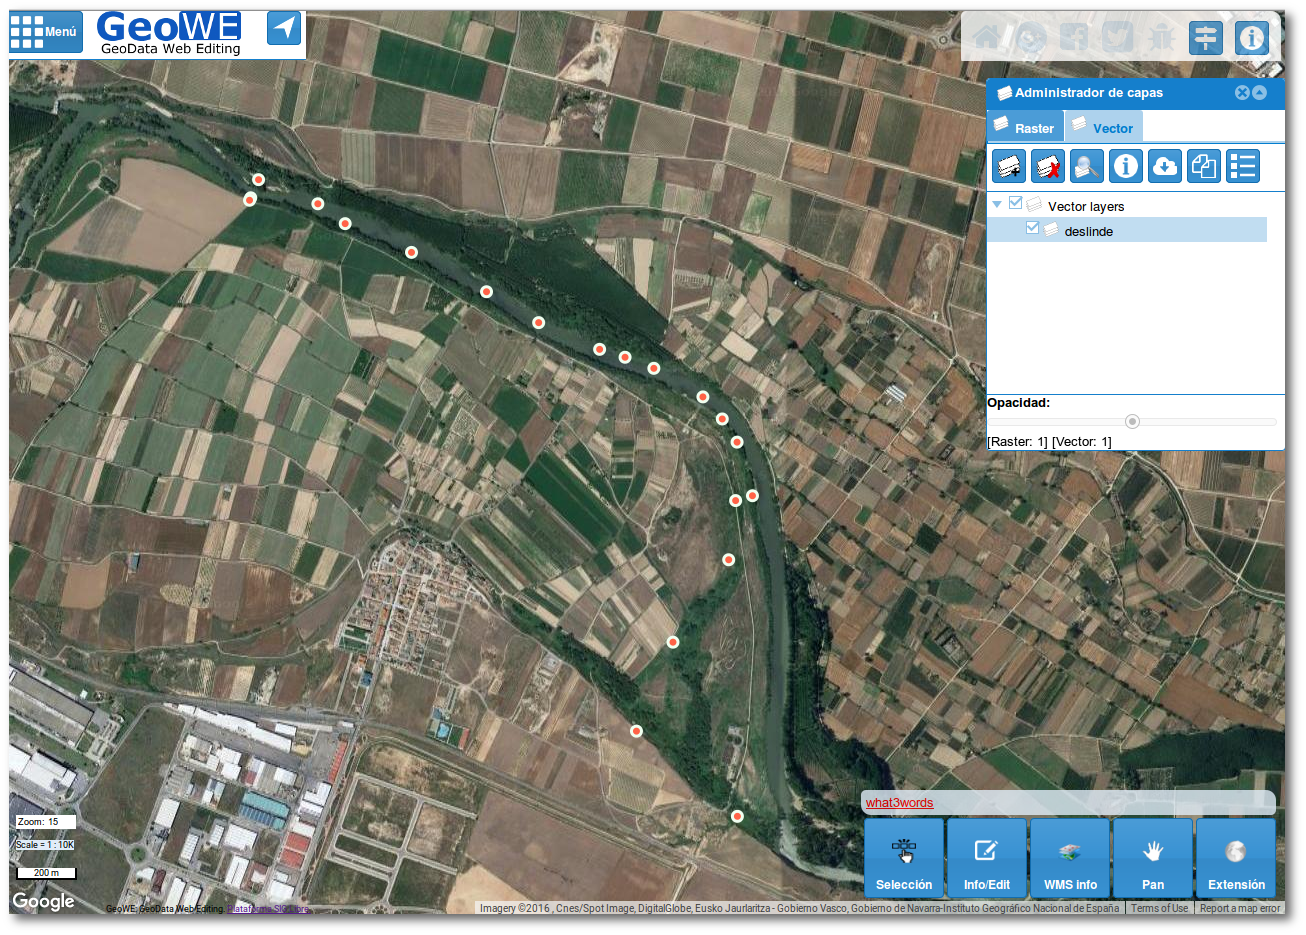 Menú
GeoWE
GeoData Web Editing
Administrador de capas
Raster
Vector
Vector layers
deslinde
Opacidad:
[Raster: 1] [Vector: 1]
what3words
Selección
Info/Edit
WMS info
Pan
Extensión
Zoom: 15
Scale = 1 : 10K
200 m
Google
GeoWE: GeoData Web Editing. Plataforma SIG Libre
Imagery ©2016 , Cnes/Spot Image, DigitalGlobe, Eusko Jaurlaritza - Gobierno Vasco, Gobierno de Navarra-Instituto Geográfico Nacional de España
Terms of Use
Report a map error